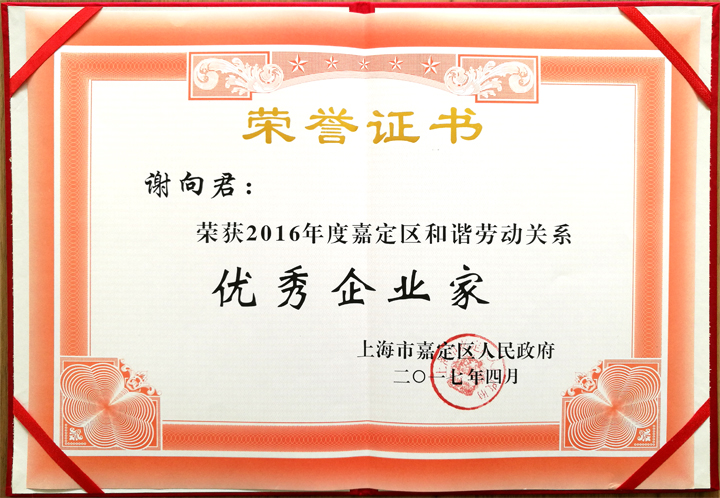 荣誉证书
谢向君：
荣获2016年度嘉定区和谐劳动关系
优秀企业家
上海市嘉定区人民政府
二〇一七年四月